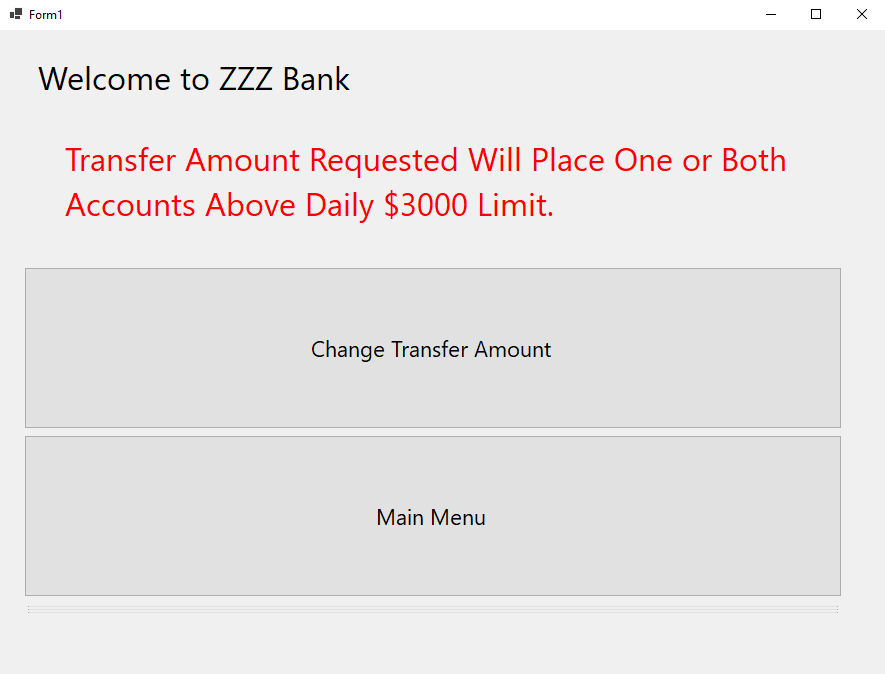 Form1
Welcome to ZZZ Bank
Transfer Amount Requested Will Place One or Both
Accounts Above Daily $3000 Limit.
Change Transfer Amount
Main Menu